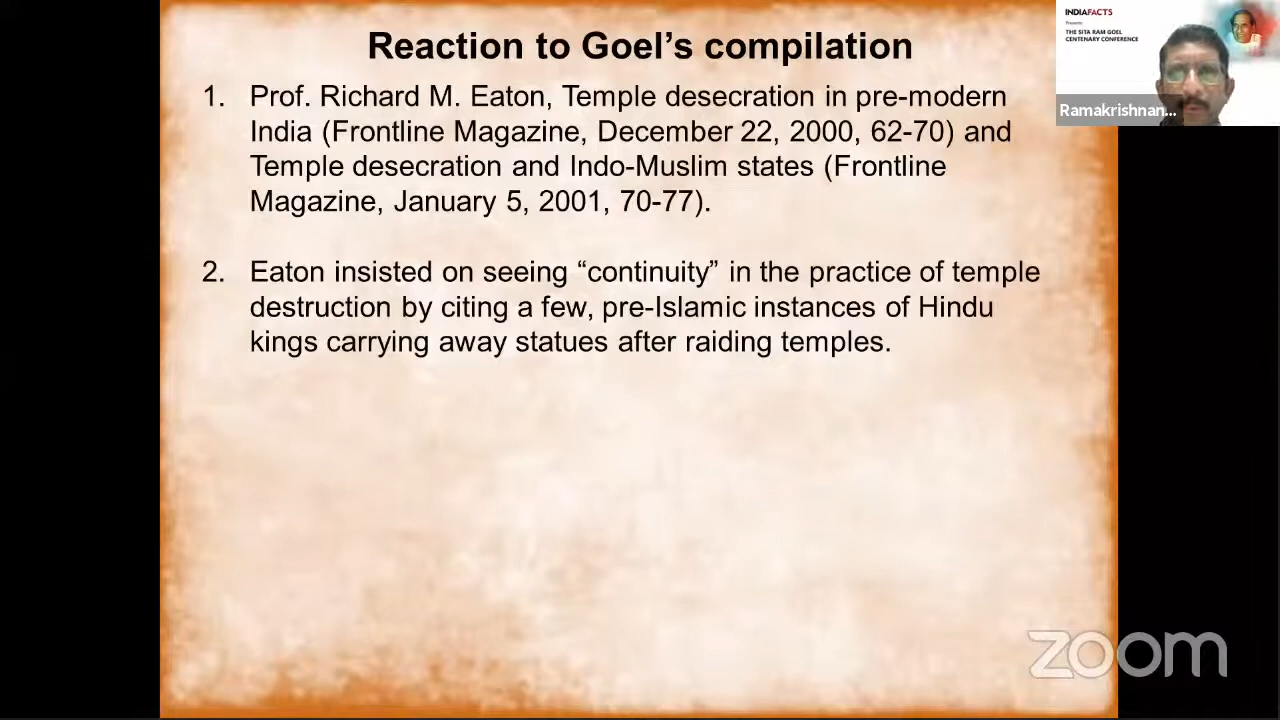 Reaction to Goel’s compilation
1. Prof. Richard M. Eaton, Temple desecration in pre-modern
India (Frontline Magazine, December 22, 2000, 62-70) and
Temple desecration and Indo-Muslim states (Frontline
Magazine, January 5, 2001, 70-77).
2. Eaton insisted on seeing “continuity” in the practice of temple
destruction by citing a few, pre-Islamic instances of Hindu
kings carrying away statues after raiding temples.
INDIAFACTS
Presents
THE SITA RAM GOEL
CENTENARY CONFERENCE
Ramakrishnan...
zoom